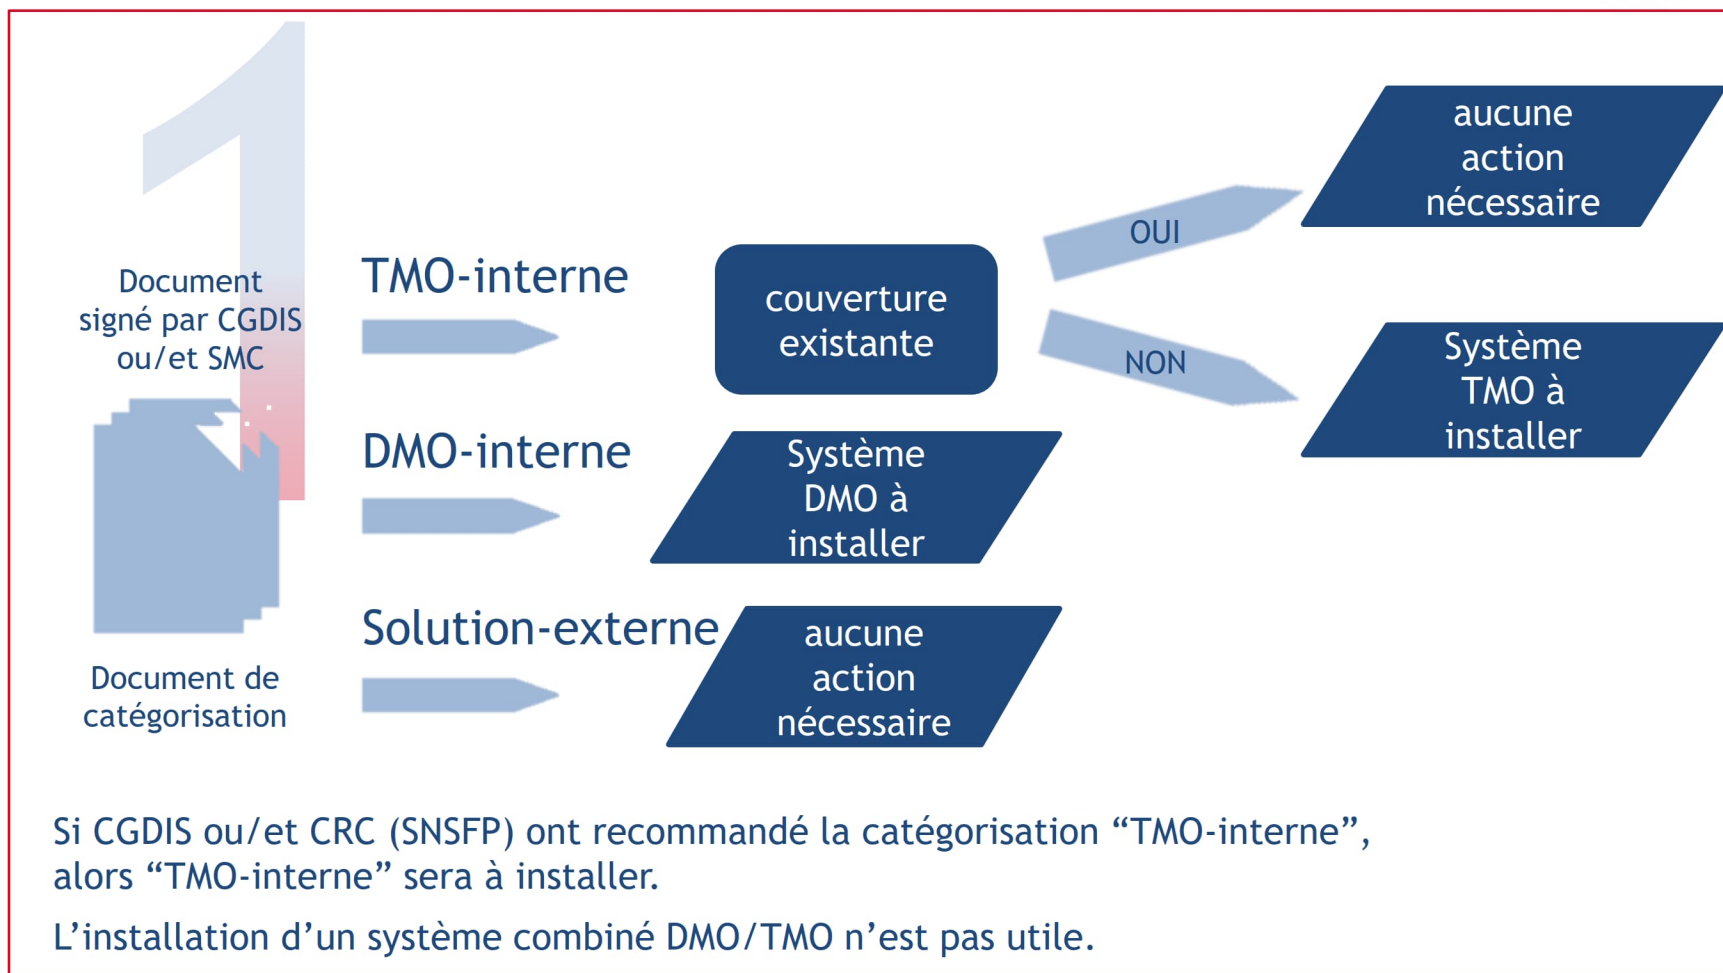 1
Document
signé par CGDIS
ou/et SMC
Document de
catégorisation
TMO-interne
couverture
existante
OUI
aucune
action
nécessaire
NON
Système
TMO à
installer
DMO-interne
Système
DMO à
installer
Solution-externe
aucune
action
nécessaire
Si CGDIS ou/et CRC (SNSFP) ont recommandé la catégorisation “TMO-interne”,
alors “TMO-interne” sera à installer.
L’installation d’un système combiné DMO/TMO n’est pas utile.